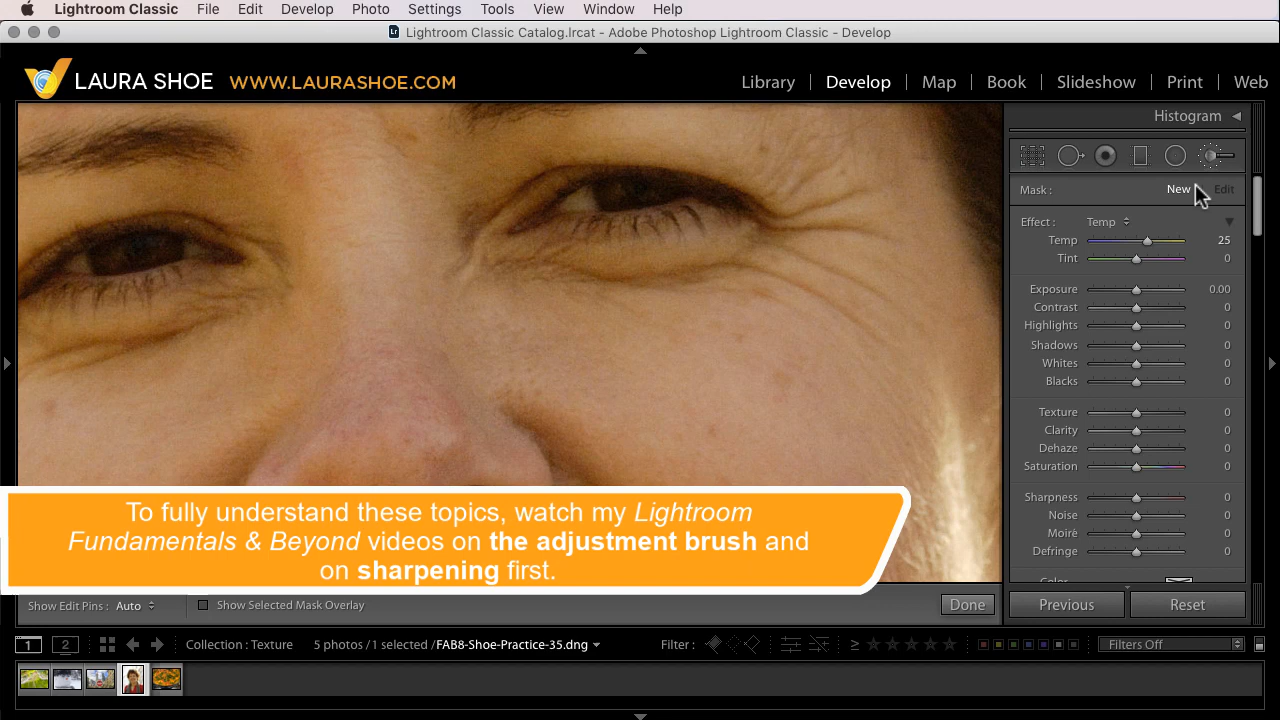 Lightroom Classic File Edit Develop Photo Settings Tools View Window Help
Lr Lightroom Classic Catalog.lrcat - Adobe Photoshop Lightroom Classic - Develop
LAURA SHOE WWW.LAURASHOE.COM
Library | Develop | Map | Book | Slideshow | Print | Web
Histogram
Mask : New Edit
Effect : Temp
Temp 25
Tint 0
Exposure 0.00
Contrast 0
Highlights 0
Shadows 0
Whites 0
Blacks 0
Texture 0
Clarity 0
Dehaze 0
Saturation 0
Sharpness 0
Noise 0
Moiré 0
Defringe 0
Color
To fully understand these topics, watch my Lightroom
Fundamentals & Beyond videos on the adjustment brush and
on sharpening first.
Show Edit Pins : Auto Show Selected Mask Overlay Done
Previous Reset
1 2 Collection : Texture 5 photos / 1 selected / FAB8-Shoe-Practice-35.dng Filter : ≥ Filters Off